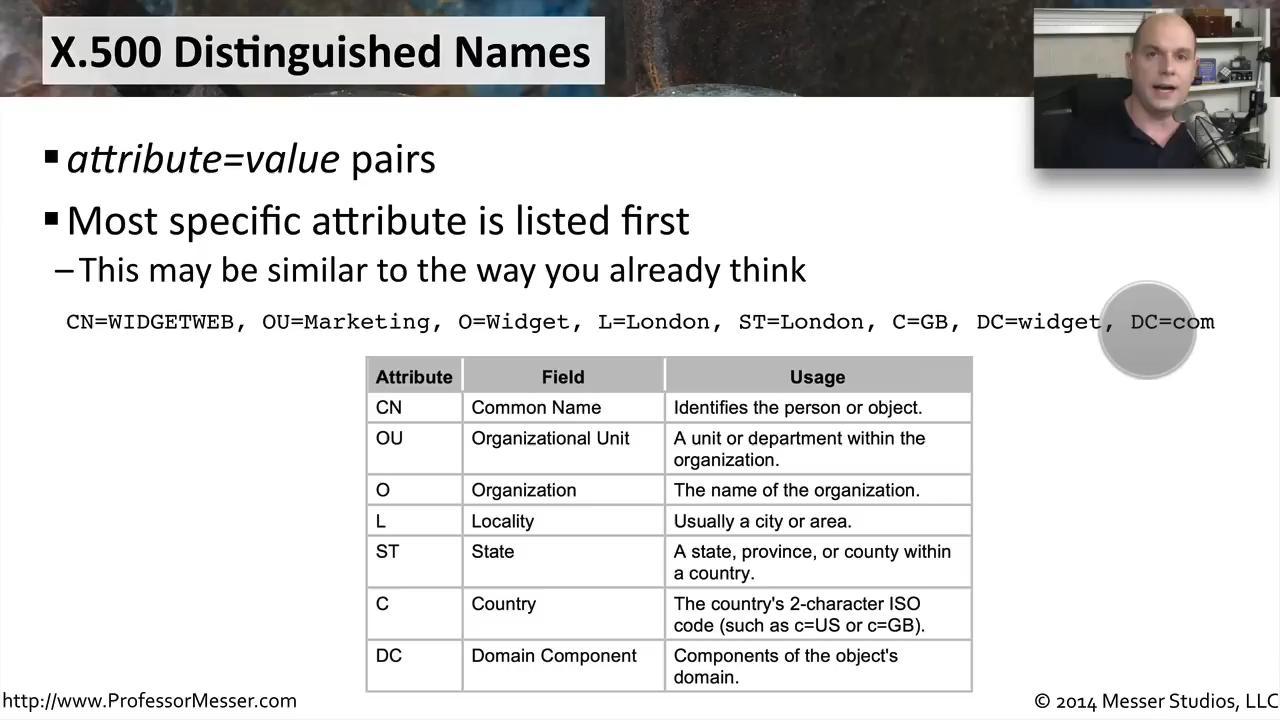 X.500 Distinguished Names
▪ attribute=value pairs
▪ Most specific attribute is listed first
– This may be similar to the way you already think
CN=WIDGETWEB, OU=Marketing, O=Widget, L=London, ST=London, C=GB, DC=widget, DC=com
Attribute Field Usage
CN Common Name Identifies the person or object.
OU Organizational Unit A unit or department within the
organization.
O Organization The name of the organization.
L Locality Usually a city or area.
ST State A state, province, or county within
a country.
C Country The country's 2-character ISO
code (such as c=US or c=GB).
DC Domain Component Components of the object's
domain.
http://www.ProfessorMesser.com © 2014 Messer Studios, LLC